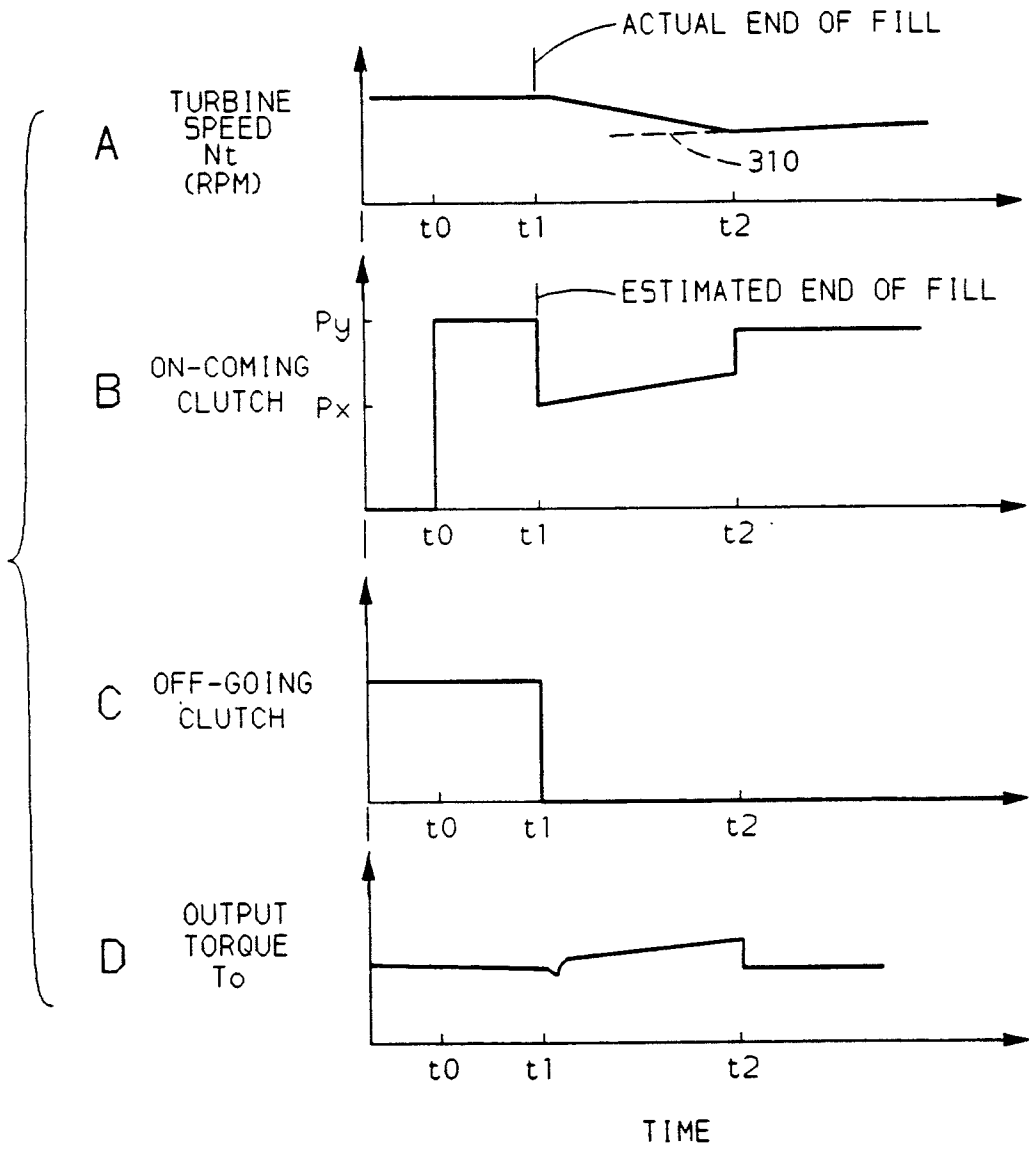 ACTUAL END OF FILL
A
TURBINE
SPEED
Nt
(RPM)
310
t0 t1 t2
ESTIMATED END OF FILL
Py
B
ON-COMING
CLUTCH
Px
t0 t1 t2
C
OFF-GOING
CLUTCH
t0 t1 t2
D
OUTPUT
TORQUE
To
t0 t1 t2
TIME